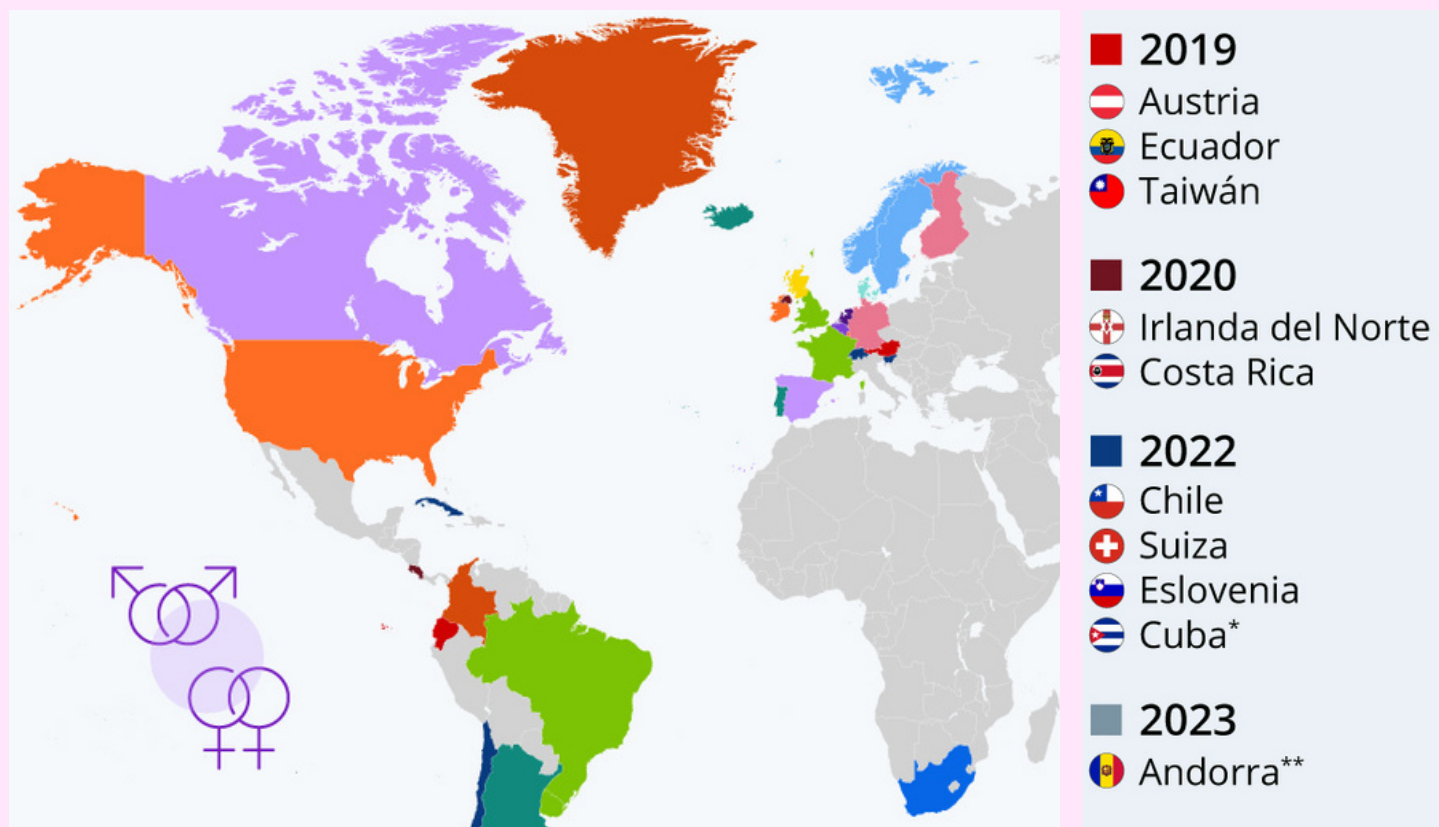 2019
Austria
Ecuador
Taiwán
2020
Irlanda del Norte
Costa Rica
2022
Chile
Suiza
Eslovenia
Cuba*
2023
Andorra**